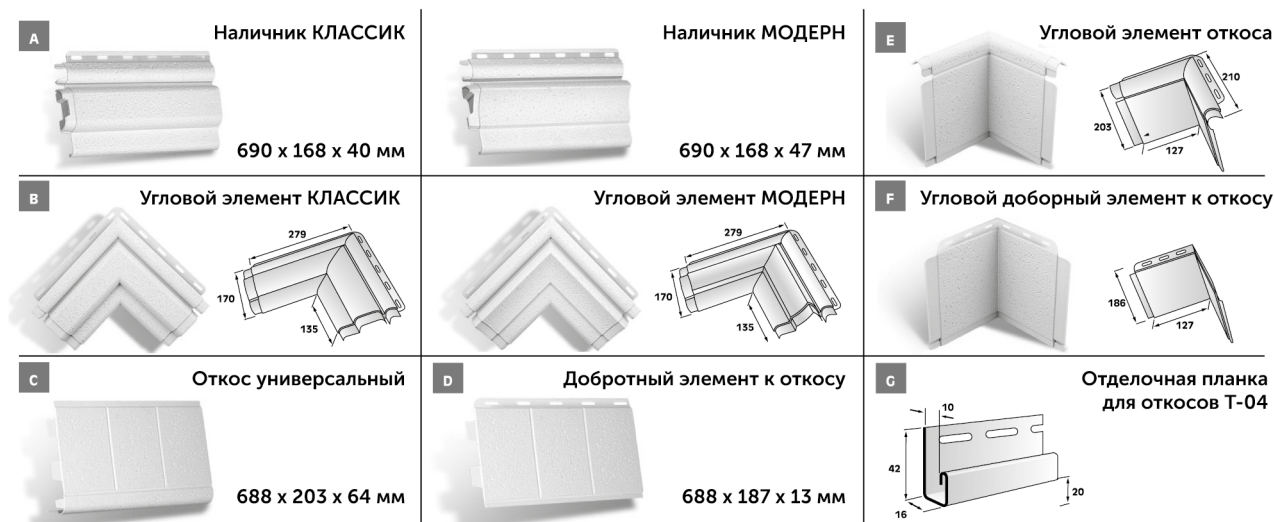 A
Наличник КЛАССИК
690 x 168 x 40 мм
Наличник МОДЕРН
690 x 168 x 47 мм
E
Угловой элемент откоса
210
203
127
B
Угловой элемент КЛАССИК
279
170
135
Угловой элемент МОДЕРН
279
170
135
F
Угловой доборный элемент к откосу
186
127
C
Откос универсальный
688 x 203 x 64 мм
D
Добротный элемент к откосу
688 x 187 x 13 мм
G
Отделочная планка
для откосов Т-04
10
42
16
20